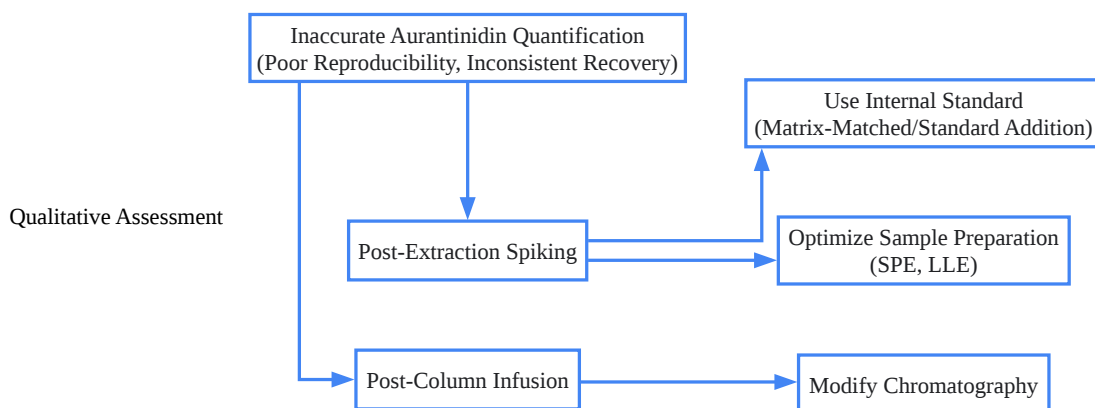 Inaccurate Aurantinidin Quantification
(Poor Reproducibility, Inconsistent Recovery)
Use Internal Standard
(Matrix-Matched/Standard Addition)
Qualitative Assessment
Post-Extraction Spiking
Optimize Sample Preparation
(SPE, LLE)
Post-Column Infusion
Modify Chromatography